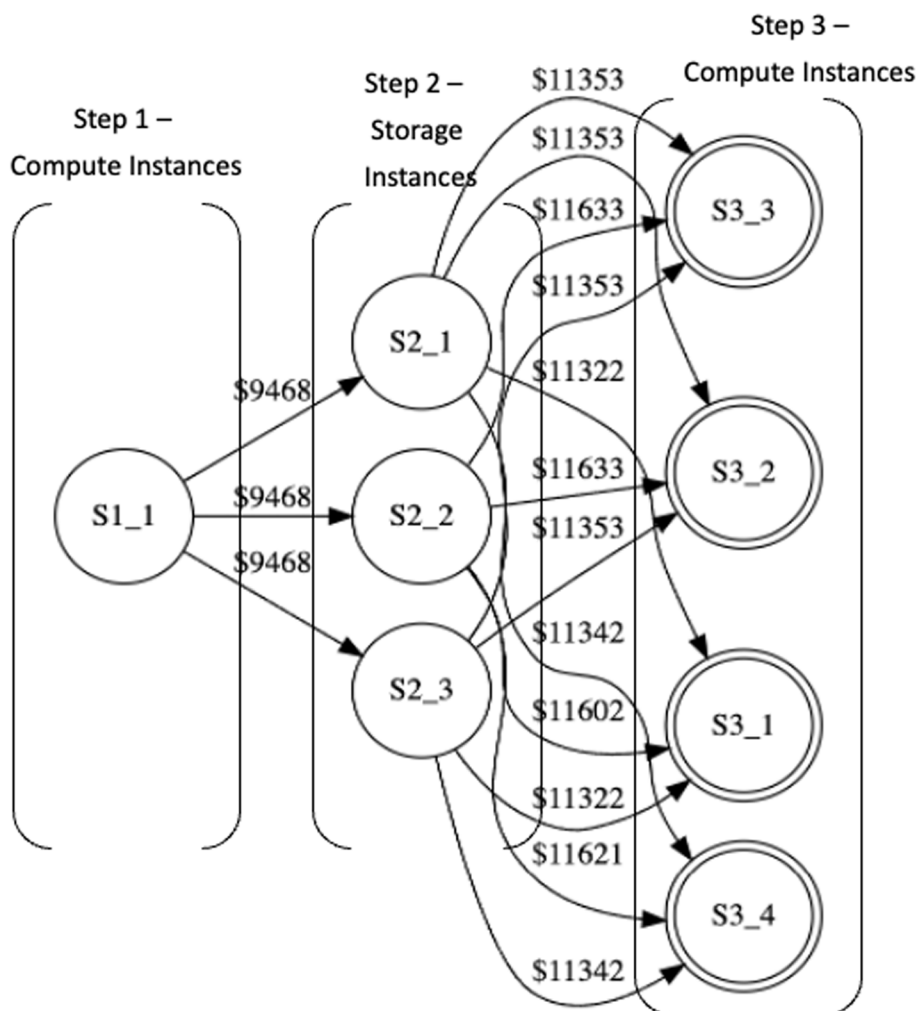 Step 1 –
Compute Instances
Step 2 –
Storage
Instances
Step 3 –
Compute Instances
S1_1
$9468
$9468
$9468
S2_1
S2_2
S2_3
$11353
$11353
$11633
$11353
$11322
$11633
$11353
$11342
$11602
$11322
$11621
$11342
S3_3
S3_2
S3_1
S3_4